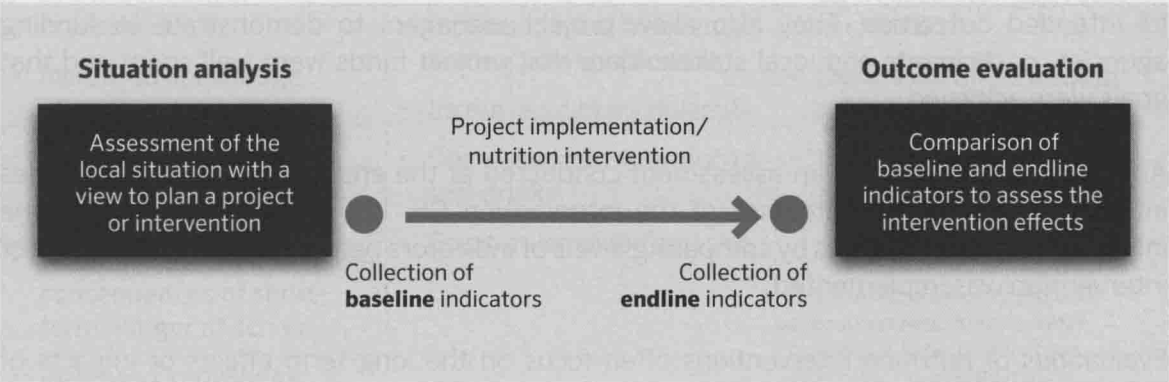 Situation analysis
Assessment of the
local situation with a
view to plan a project
or intervention
Project implementation/
nutrition intervention
Collection of
baseline indicators
Collection of
endline indicators
Outcome evaluation
Comparison of
baseline and endline
indicators to assess the
intervention effects